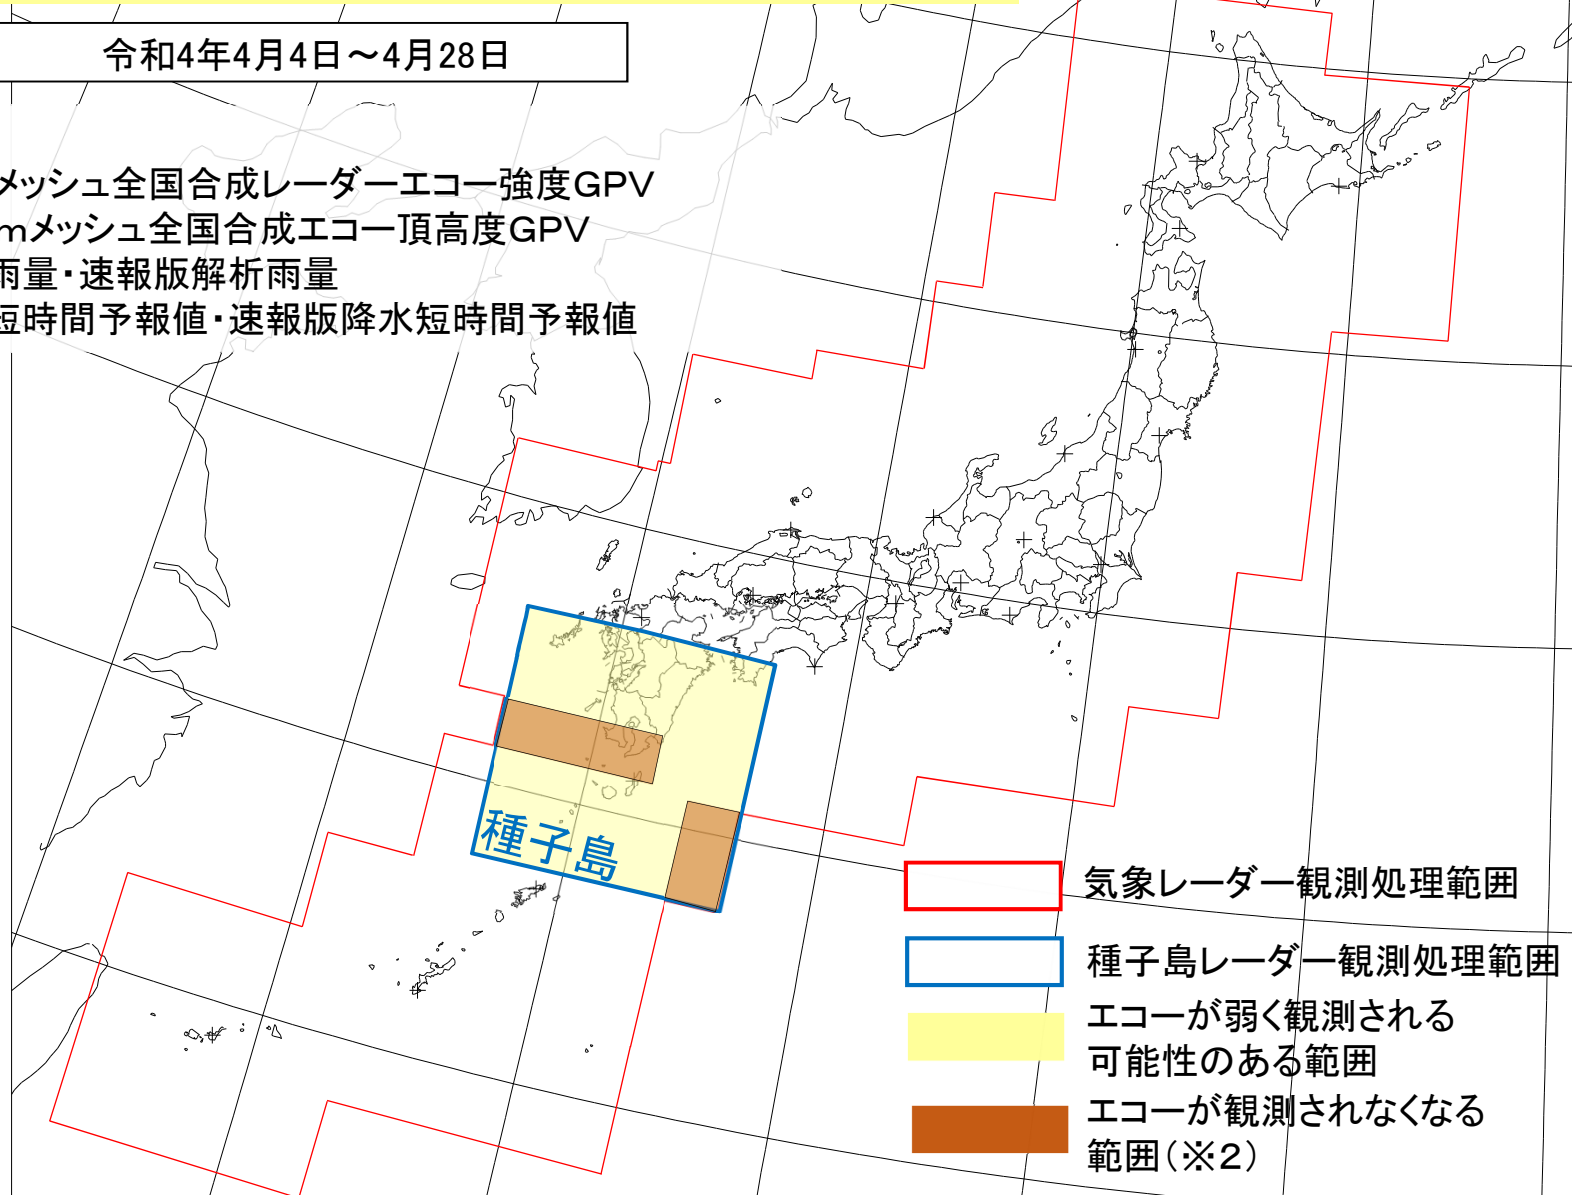 令和4年4月4日～4月28日
メッシュ全国合成レーダーエコー強度GPV
mメッシュ全国合成エコー頂高度GPV
雨量・速報版解析雨量
短時間予報値・速報版降水短時間予報値
種子島
気象レーダー観測処理範囲
種子島レーダー観測処理範囲
エコーが弱く観測される
可能性のある範囲
エコーが観測されなくなる
範囲(※2)